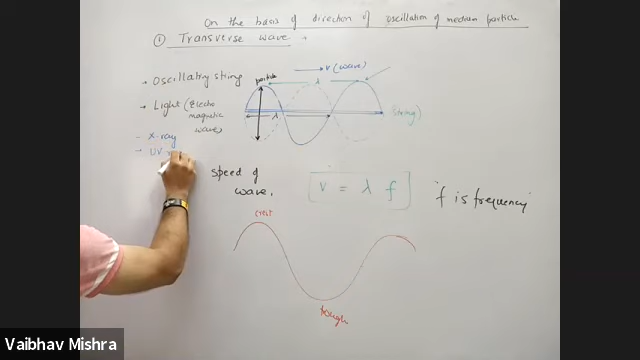 On the basis of direction of oscillation of medium particle
① Transverse wave .
→ Oscillatry string
particle
→ v (wave)
λ
→ Light (Electro
magnetic
wave)
λ
(string)
- X-ray
→ UV-
speed of
wave.
v = λ f
'f is frequency'
crest
trough
Vaibhav Mishra